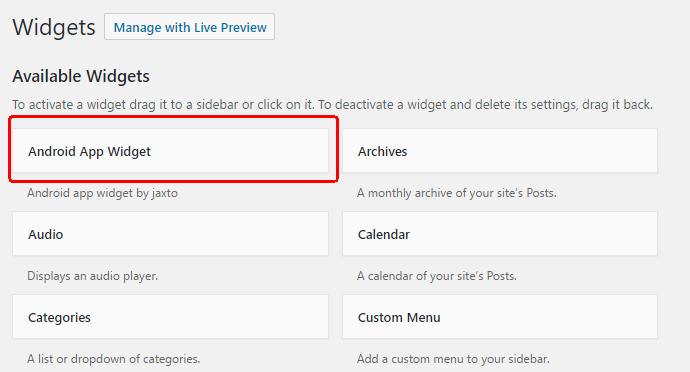 Widgets Manage with Live Preview
Available Widgets
To activate a widget drag it to a sidebar or click on it. To deactivate a widget and delete its settings, drag it back.
Android App Widget
Archives
Android app widget by jaxto
A monthly archive of your site's Posts.
Audio
Calendar
Displays an audio player.
A calendar of your site's Posts.
Categories
Custom Menu
A list or dropdown of categories.
Add a custom menu to your sidebar.